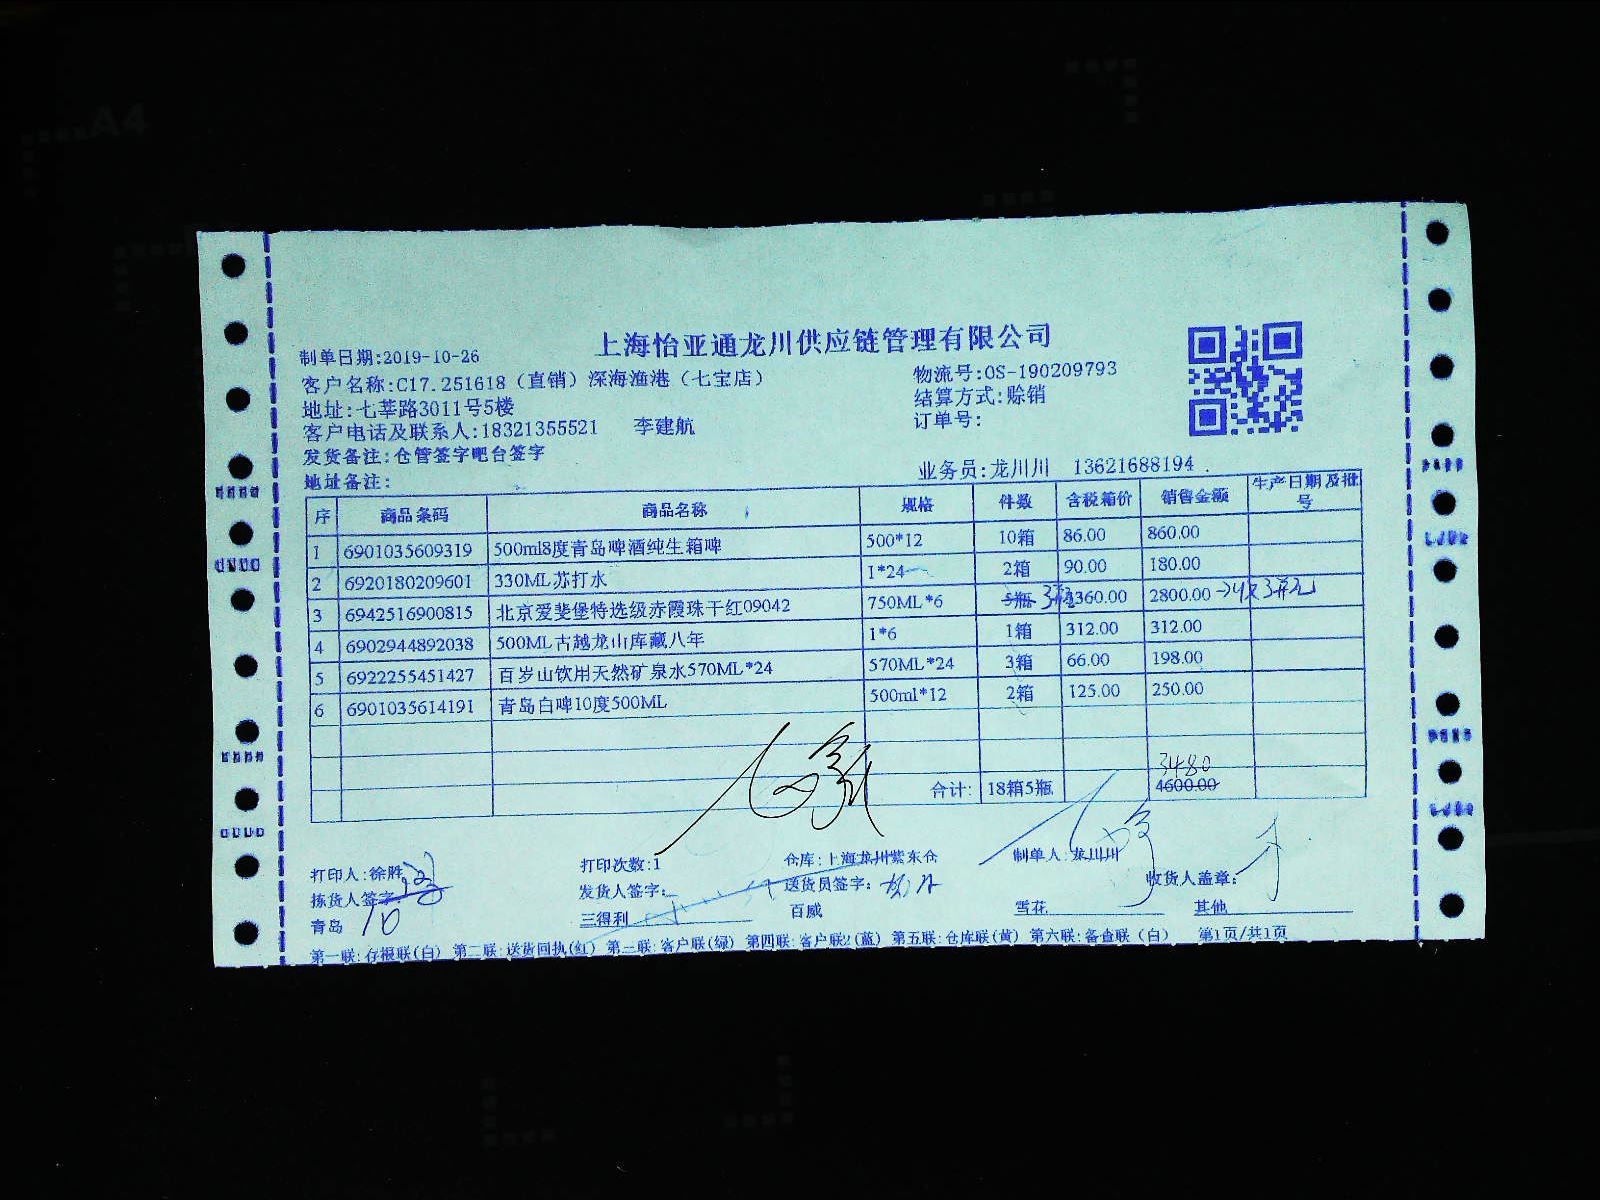 上海怡亚通龙川供应链管理有限公司
制单日期:2019-10-26
客户名称:C17.251618（直销）深海渔港（七宝店） 物流号:OS-190209793
地址:七莘路3011号5楼 结算方式:赊销
客户电话及联系人:18321355521 李建航 订单号:
发货备注:仓管签字吧台签字
地址备注: 业务员:龙川川 13621688194 .
序 商品条码 商品名称 规格 件数 含税箱价 销售金额 生产日期及批号
1 6901035609319 500ml8度青岛啤酒纯生箱啤 500*12 10箱 86.00 860.00
2 6920180209601 330ML苏打水 1*24 2箱 90.00 180.00
3 6942516900815 北京爱斐堡特选级赤霞珠干红09042 750ML*6 5瓶 3瓶 3360.00 2800.00
4 6902944892038 500ML古越龙山库藏八年 1*6 1箱 312.00 312.00
5 6922255451427 百岁山饮用天然矿泉水570ML*24 570ML*24 3箱 66.00 198.00
6 6901035614191 青岛白啤10度500ML 500ml*12 2箱 125.00 250.00
3480
合计: 18箱5瓶 4600.00
打印人:徐胜 打印次数:1 仓库:上海龙川紫东仓 制单人:龙川川
拣货人签字 发货人签字: 送货员签字: 收货人盖章:
青岛 10 三得利 百威 雪花 其他
第一联:存根联(白) 第二联:送货回执(红) 第三联:客户联(绿) 第四联:客户联2(蓝) 第五联:仓库联(黄) 第六联:备查联（白） 第1页/共1页